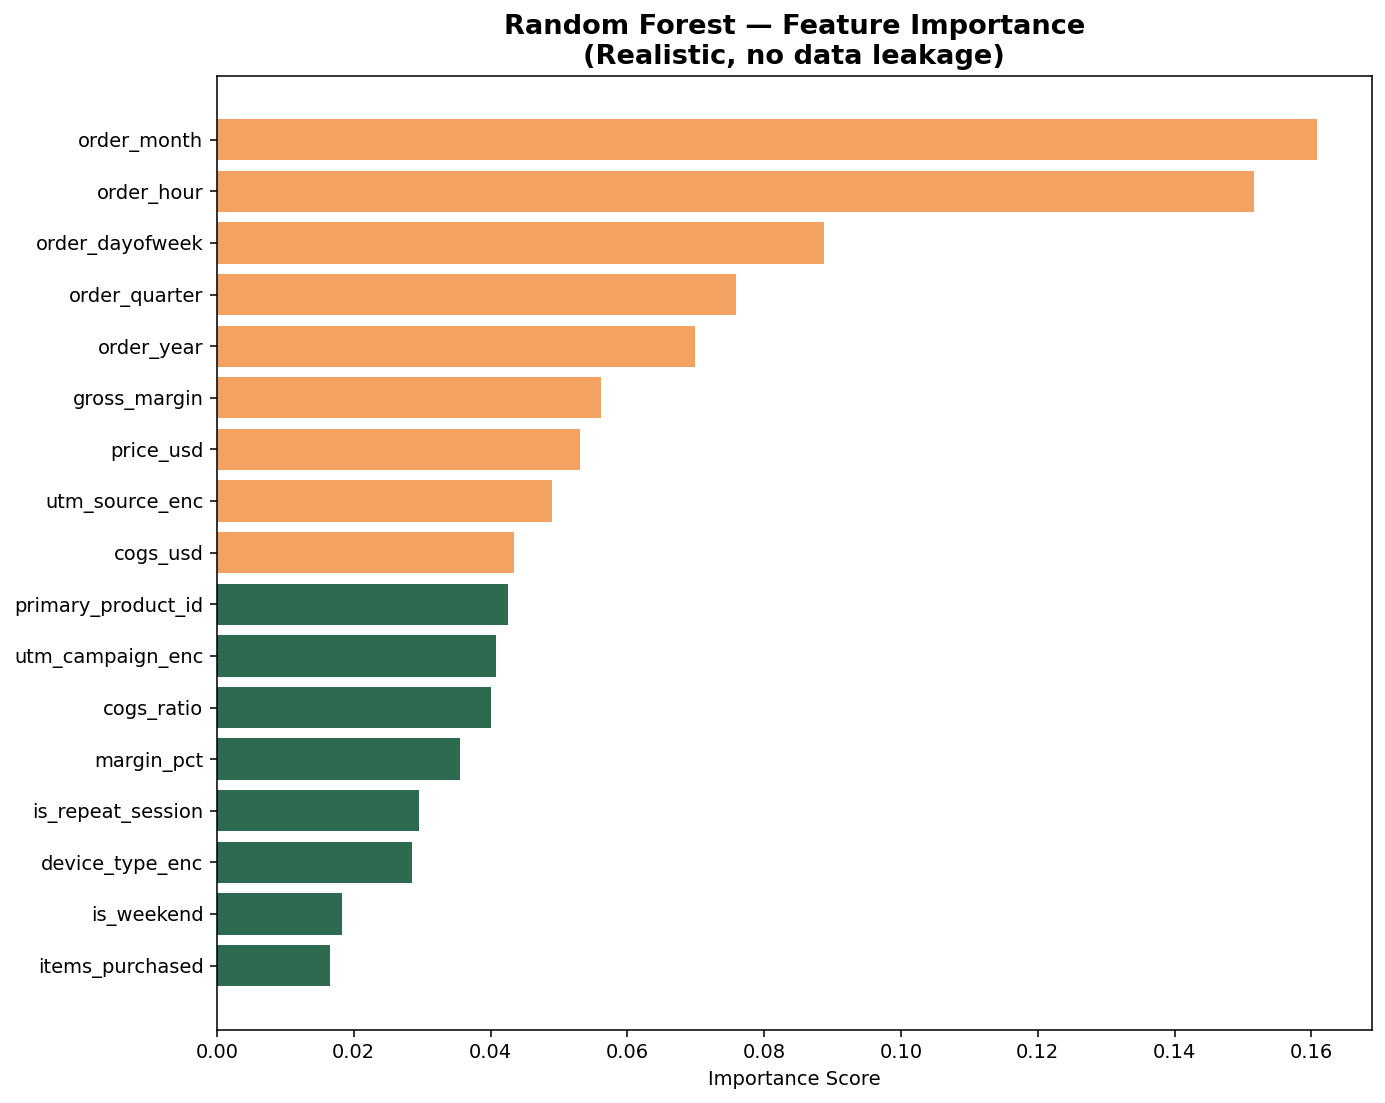 Random Forest — Feature Importance
(Realistic, no data leakage)
order_month
order_hour
order_dayofweek
order_quarter
order_year
gross_margin
price_usd
utm_source_enc
cogs_usd
primary_product_id
utm_campaign_enc
cogs_ratio
margin_pct
is_repeat_session
device_type_enc
is_weekend
items_purchased
0.00 0.02 0.04 0.06 0.08 0.10 0.12 0.14 0.16
Importance Score